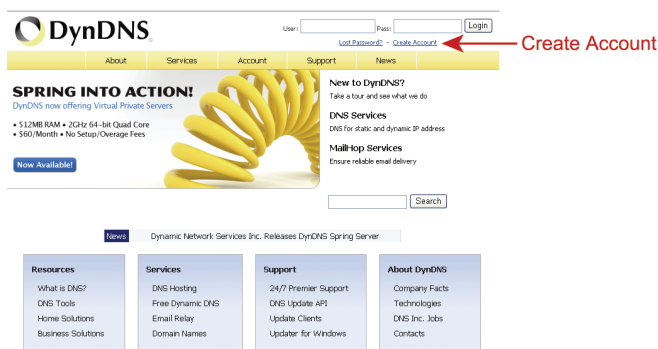 DynDNS
User:
Pass:
Login
Lost Password? - Create Account
Create Account
About
Services
Account
Support
News
SPRING INTO ACTION!
DynDNS now offering Virtual Private Servers
• 512MB RAM • 2GHz 64-bit Quad Core
• $60/Month • No Setup/Overage Fees
Now Available!
New to DynDNS?
Take a tour and see what we do
DNS Services
DNS for static and dynamic IP address
MailHop Services
Ensure reliable email delivery
Search
News
Dynamic Network Services Inc. Releases DynDNS Spring Server
Resources
What is DNS?
DNS Tools
Home Solutions
Business Solutions
Services
DNS Hosting
Free Dynamic DNS
Email Relay
Domain Names
Support
24/7 Premier Support
DNS Update API
Update Clients
Updater for Windows
About DynDNS
Company Facts
Technologies
DNS Inc. Jobs
Contacts